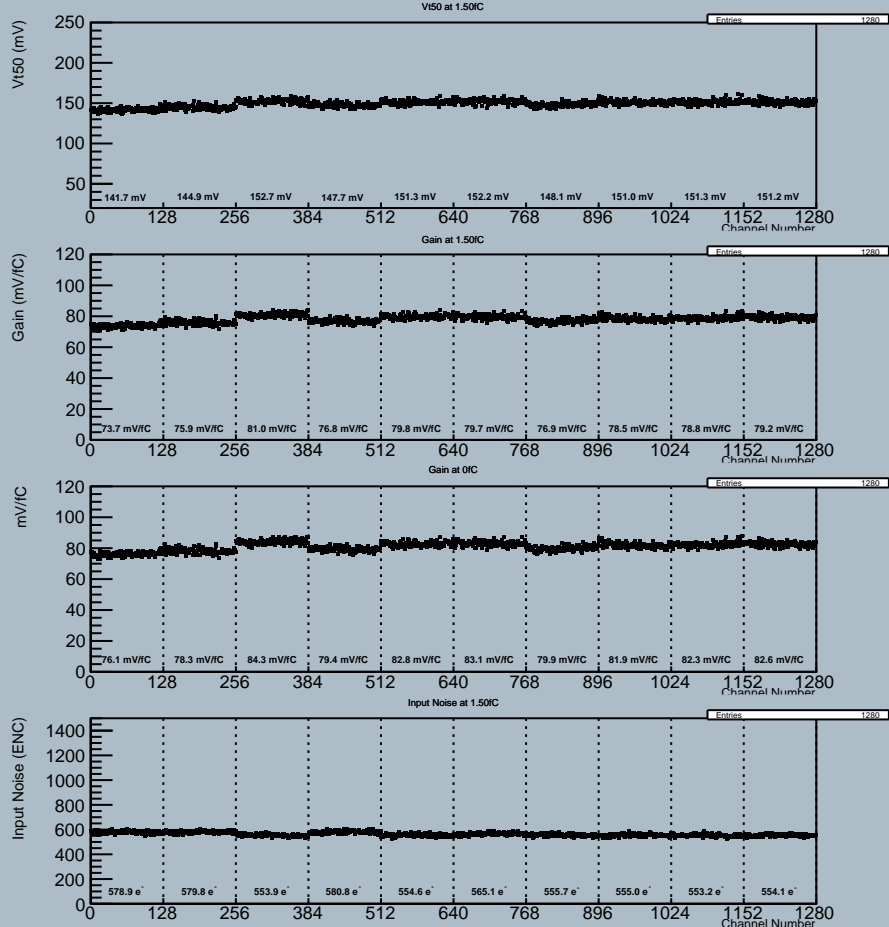 Vt50 at 1.50fC
Entries 1280
Vt50 (mV)
250
200
150
100
50
141.7 mV 144.9 mV 152.7 mV 147.7 mV 151.3 mV 152.2 mV 148.1 mV 151.0 mV 151.3 mV 151.2 mV
0 128 256 384 512 640 768 896 1024 1152 1280
Channel Number
Gain at 1.50fC
Entries 1280
Gain (mV/fC)
120
100
80
60
40
20
0
73.7 mV/fC 75.9 mV/fC 81.0 mV/fC 76.8 mV/fC 79.8 mV/fC 79.7 mV/fC 76.9 mV/fC 78.5 mV/fC 78.8 mV/fC 79.2 mV/fC
0 128 256 384 512 640 768 896 1024 1152 1280
Channel Number
Gain at 0fC
Entries 1280
mV/fC
120
100
80
60
40
20
0
76.1 mV/fC 78.3 mV/fC 84.3 mV/fC 79.4 mV/fC 82.8 mV/fC 83.1 mV/fC 79.9 mV/fC 81.9 mV/fC 82.3 mV/fC 82.6 mV/fC
0 128 256 384 512 640 768 896 1024 1152 1280
Channel Number
Input Noise at 1.50fC
Entries 1280
Input Noise (ENC)
1400
1200
1000
800
600
400
200
0
578.9 e⁻ 579.8 e⁻ 553.9 e⁻ 580.8 e⁻ 554.6 e⁻ 565.1 e⁻ 555.7 e⁻ 555.0 e⁻ 553.2 e⁻ 554.1 e⁻
0 128 256 384 512 640 768 896 1024 1152 1280
Channel Number